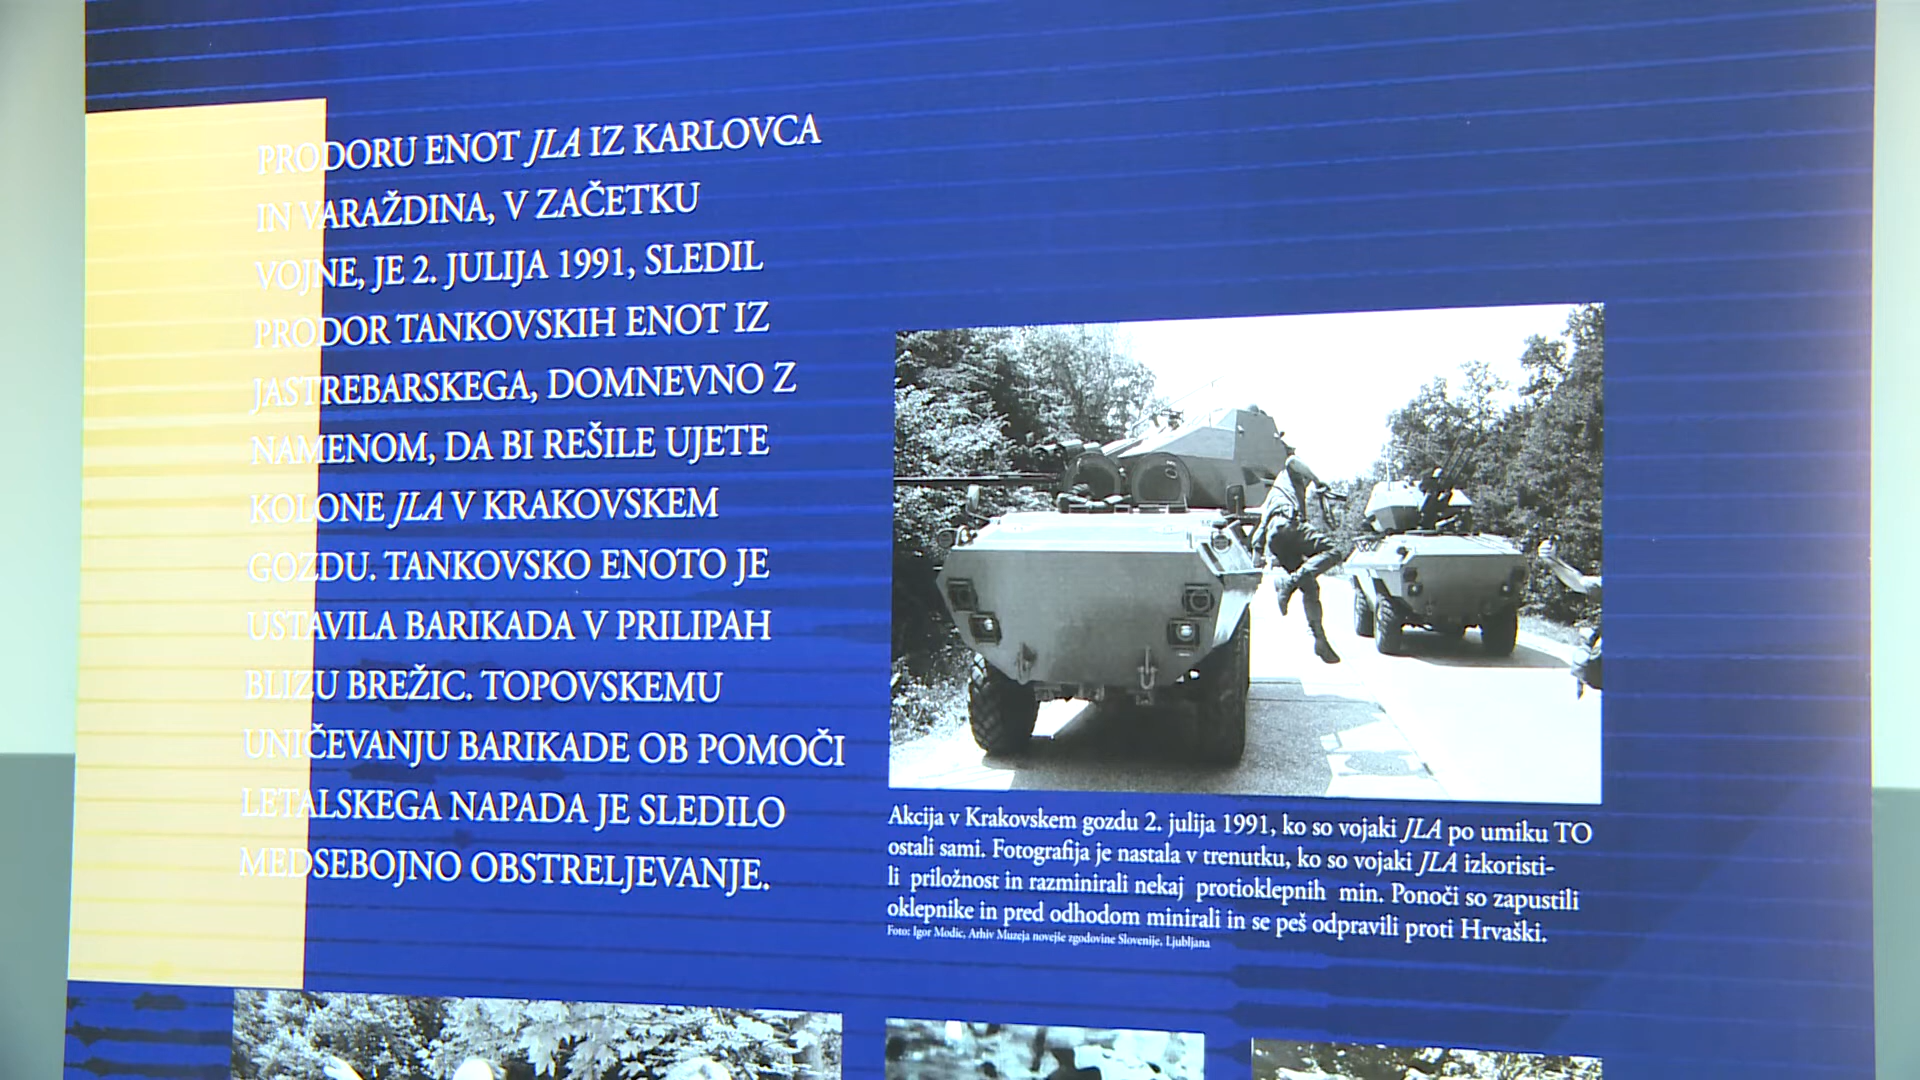 PRODORU ENOT JLA IZ KARLOVCA
IN VARAŽDINA, V ZAČETKU
VOJNE, JE 2. JULIJA 1991, SLEDIL
PRODOR TANKOVSKIH ENOT IZ
JASTREBARSKEGA, DOMNEVNO Z
NAMENOM, DA BI REŠILE UJETE
KOLONE JLA V KRAKOVSKEM
GOZDU. TANKOVSKO ENOTO JE
USTAVILA BARIKADA V PRILIPAH
BLIZU BREŽIC. TOPOVSKEMU
UNIČEVANJU BARIKADE OB POMOČI
LETALSKEGA NAPADA JE SLEDILO
MEDSEBOJNO OBSTRELJEVANJE.
Akcija v Krakovskem gozdu 2. julija 1991, ko so vojaki JLA po umiku TO
ostali sami. Fotografija je nastala v trenutku, ko so vojaki JLA izkoristi-
li priložnost in razminirali nekaj protioklepnih min. Ponoči so zapustili
oklepnike in pred odhodom minirali in se peš odpravili proti Hrvaški.
Foto: Igor Modic, Arhiv Muzeja novejše zgodovine Slovenije, Ljubljana